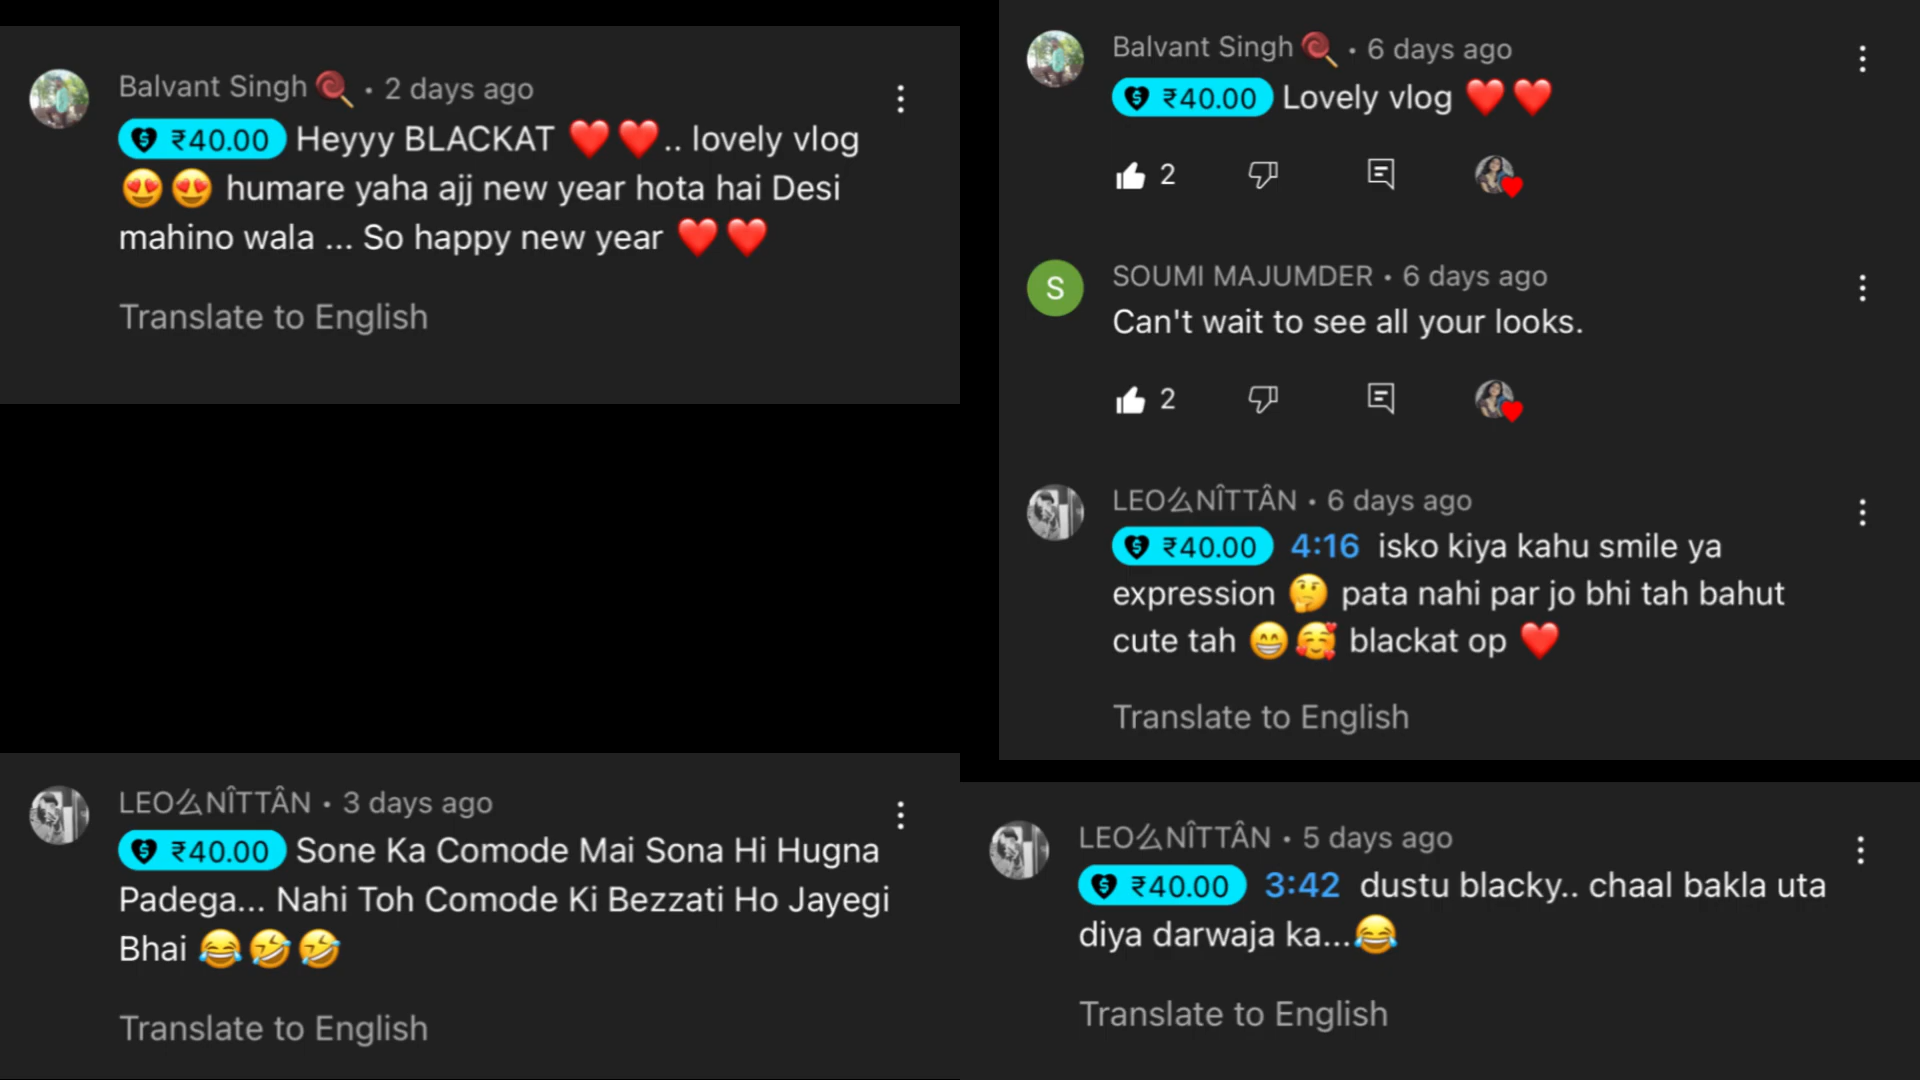 Balvant Singh🍭 • 2 days ago
₹40.00 Heyyy BLACKAT ❤️❤️.. lovely vlog
😍😍 humare yaha ajj new year hota hai Desi
mahino wala ... So happy new year ❤️❤️
Translate to English
Balvant Singh🍭 • 6 days ago
₹40.00 Lovely vlog ❤️❤️
2
S
SOUMI MAJUMDER • 6 days ago
Can't wait to see all your looks.
2
LEO么NÎTTÂN • 6 days ago
₹40.00 4:16 isko kiya kahu smile ya
expression 🤔 pata nahi par jo bhi tah bahut
cute tah 😁🥰 blackat op ❤️
Translate to English
LEO么NÎTTÂN • 3 days ago
₹40.00 Sone Ka Comode Mai Sona Hi Hugna
Padega... Nahi Toh Comode Ki Bezzati Ho Jayegi
Bhai 😂🤣🤣
Translate to English
LEO么NÎTTÂN • 5 days ago
₹40.00 3:42 dustu blacky.. chaal bakla uta
diya darwaja ka...😂
Translate to English